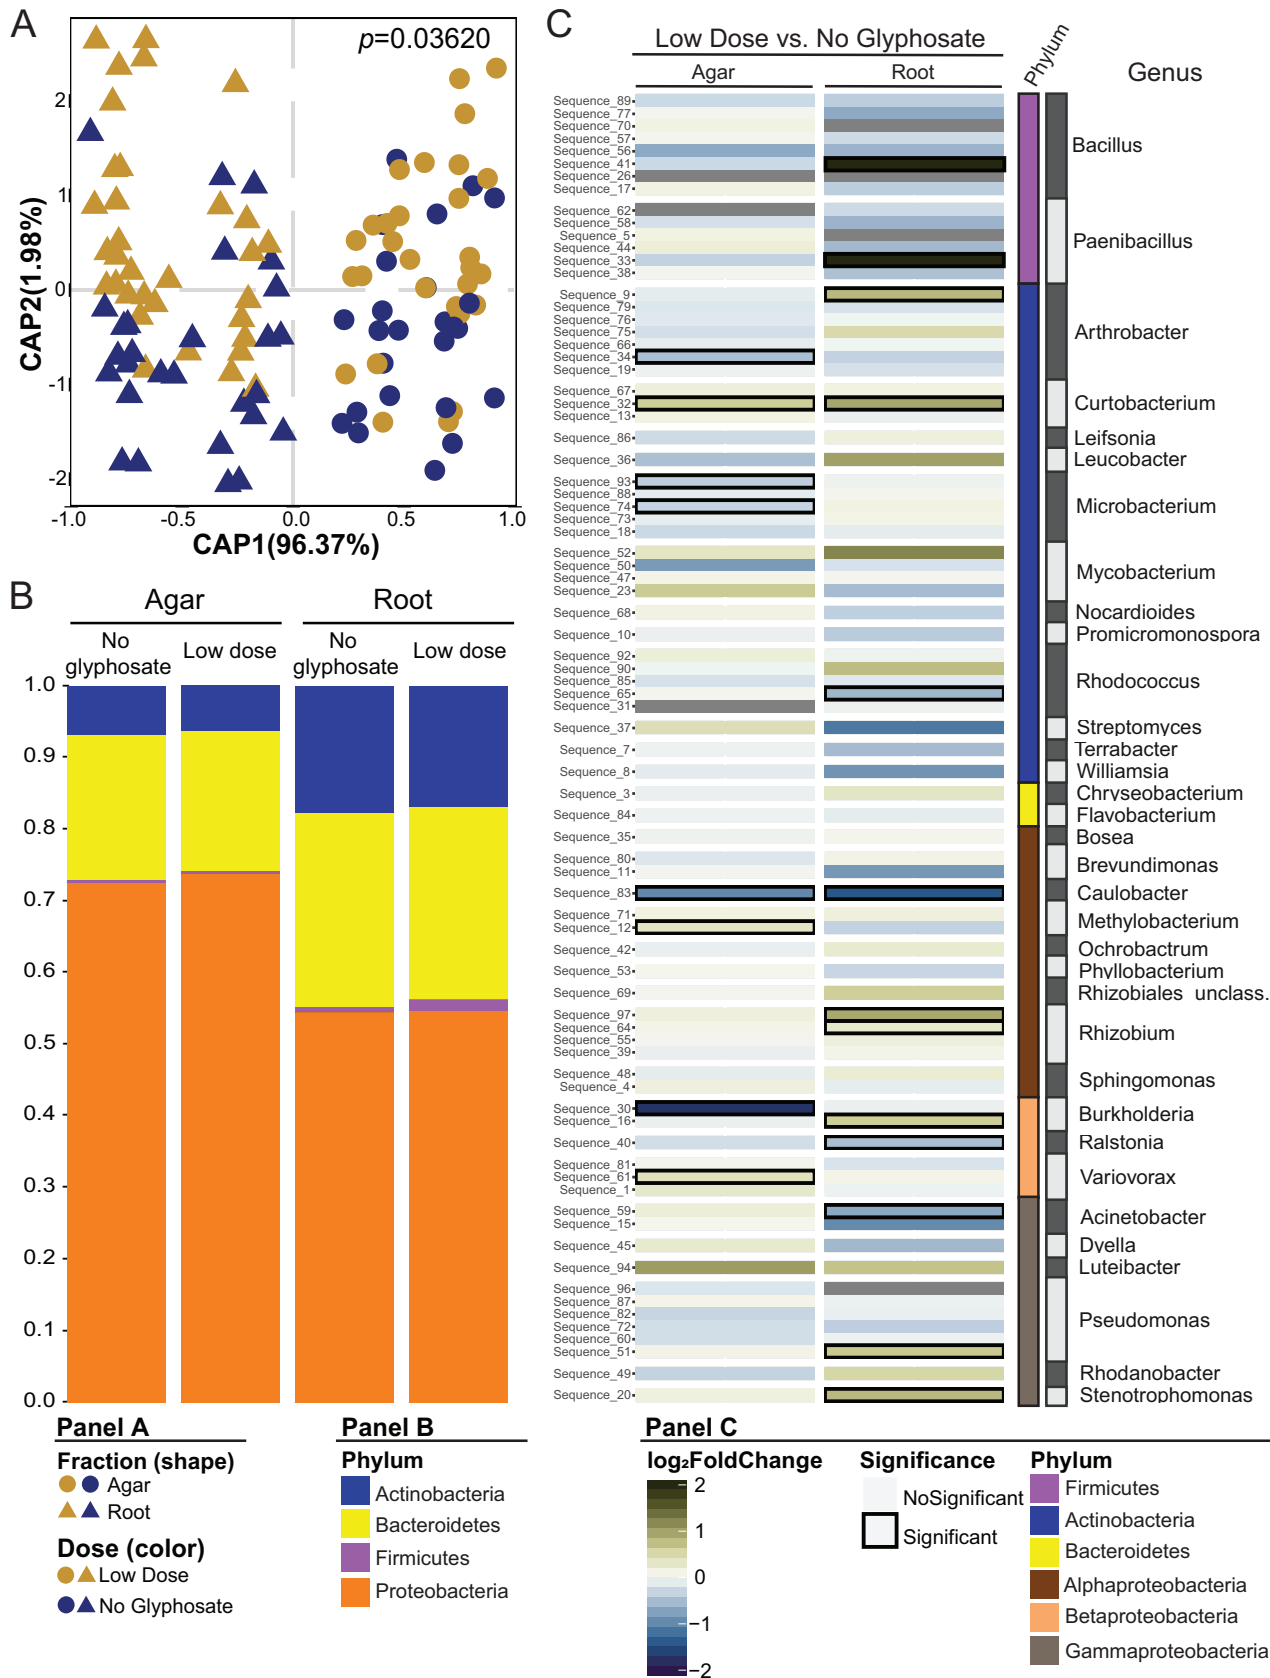 A
p=0.03620
CAP2(1.98%)
2
1
0
-1
-2
-1.0
-0.5
0.0
0.5
1.0
CAP1(96.37%)
B
Agar
Root
No glyphosate
Low dose
No glyphosate
Low dose
1.0
0.9
0.8
0.7
0.6
0.5
0.4
0.3
0.2
0.1
0.0
C
Low Dose vs. No Glyphosate
Agar
Root
Phylum
Genus
Sequence_89
Sequence_77
Sequence_70
Sequence_57
Sequence_56
Sequence_41
Sequence_26
Sequence_17
Bacillus
Sequence_62
Sequence_58
Sequence_5
Sequence_44
Sequence_33
Sequence_38
Paenibacillus
Sequence_9
Sequence_79
Sequence_76
Sequence_75
Sequence_66
Sequence_34
Sequence_19
Arthrobacter
Sequence_67
Sequence_32
Sequence_13
Curtobacterium
Sequence_86
Leifsonia
Sequence_36
Leucobacter
Sequence_93
Sequence_88
Sequence_74
Sequence_73
Sequence_18
Microbacterium
Sequence_52
Sequence_50
Sequence_47
Sequence_23
Mycobacterium
Sequence_68
Nocardioides
Sequence_10
Promicromonospora
Sequence_92
Sequence_90
Sequence_85
Sequence_65
Sequence_31
Rhodococcus
Sequence_37
Streptomyces
Sequence_7
Terrabacter
Sequence_8
Williamsia
Sequence_3
Chryseobacterium
Sequence_84
Flavobacterium
Sequence_35
Bosea
Sequence_80
Sequence_11
Brevundimonas
Sequence_83
Caulobacter
Sequence_71
Sequence_12
Methylobacterium
Sequence_42
Ochrobactrum
Sequence_53
Phyllobacterium
Sequence_69
Rhizobiales unclass.
Sequence_97
Sequence_64
Sequence_55
Sequence_39
Rhizobium
Sequence_48
Sequence_4
Sphingomonas
Sequence_30
Sequence_16
Burkholderia
Sequence_40
Ralstonia
Sequence_81
Sequence_61
Sequence_1
Variovorax
Sequence_59
Sequence_15
Acinetobacter
Sequence_45
Dyella
Sequence_94
Luteibacter
Sequence_96
Sequence_87
Sequence_82
Sequence_72
Sequence_60
Sequence_51
Pseudomonas
Sequence_49
Rhodanobacter
Sequence_20
Stenotrophomonas
Panel A
Fraction (shape)
Agar
Root
Dose (color)
Low Dose
No Glyphosate
Panel B
Phylum
Actinobacteria
Bacteroidetes
Firmicutes
Proteobacteria
Panel C
log₂FoldChange
2
1
0
−1
−2
Significance
NoSignificant
Significant
Phylum
Firmicutes
Actinobacteria
Bacteroidetes
Alphaproteobacteria
Betaproteobacteria
Gammaproteobacteria